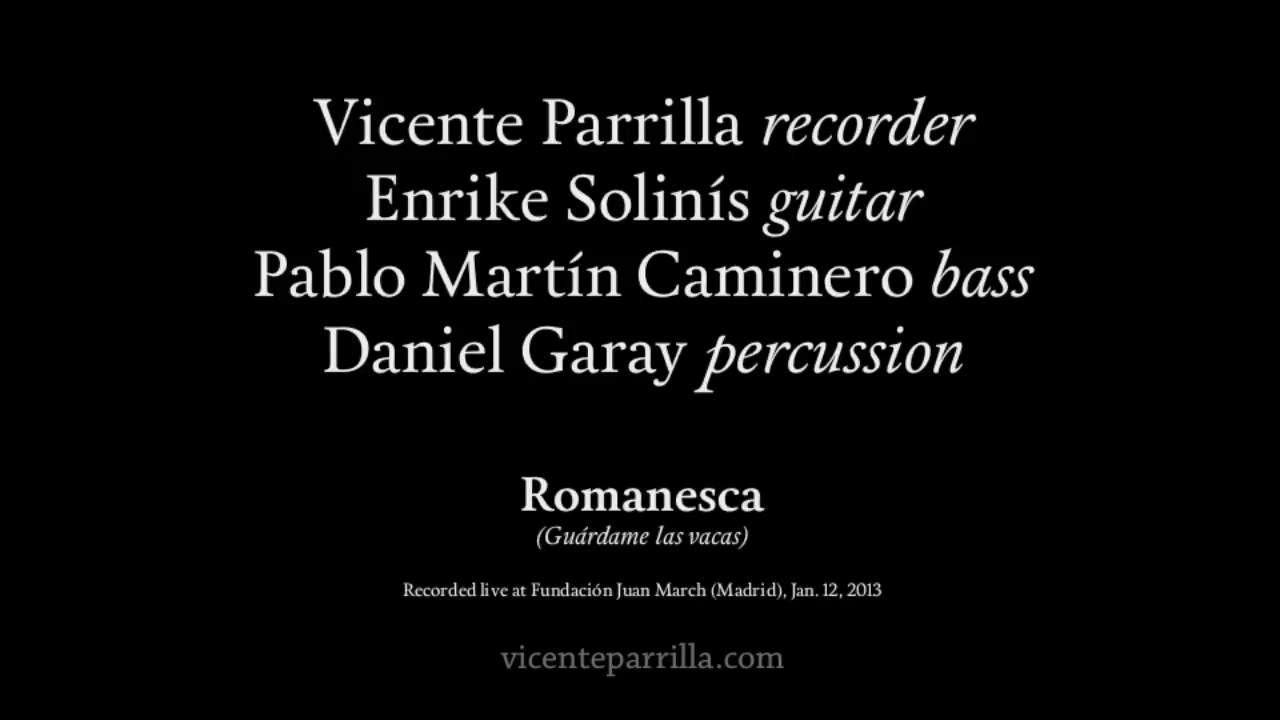 Vicente Parrilla recorder
Enrike Solinís guitar
Pablo Martín Caminero bass
Daniel Garay percussion
Romanesca
(Guárdame las vacas)
Recorded live at Fundación Juan March (Madrid), Jan. 12, 2013
vicenteparrilla.com